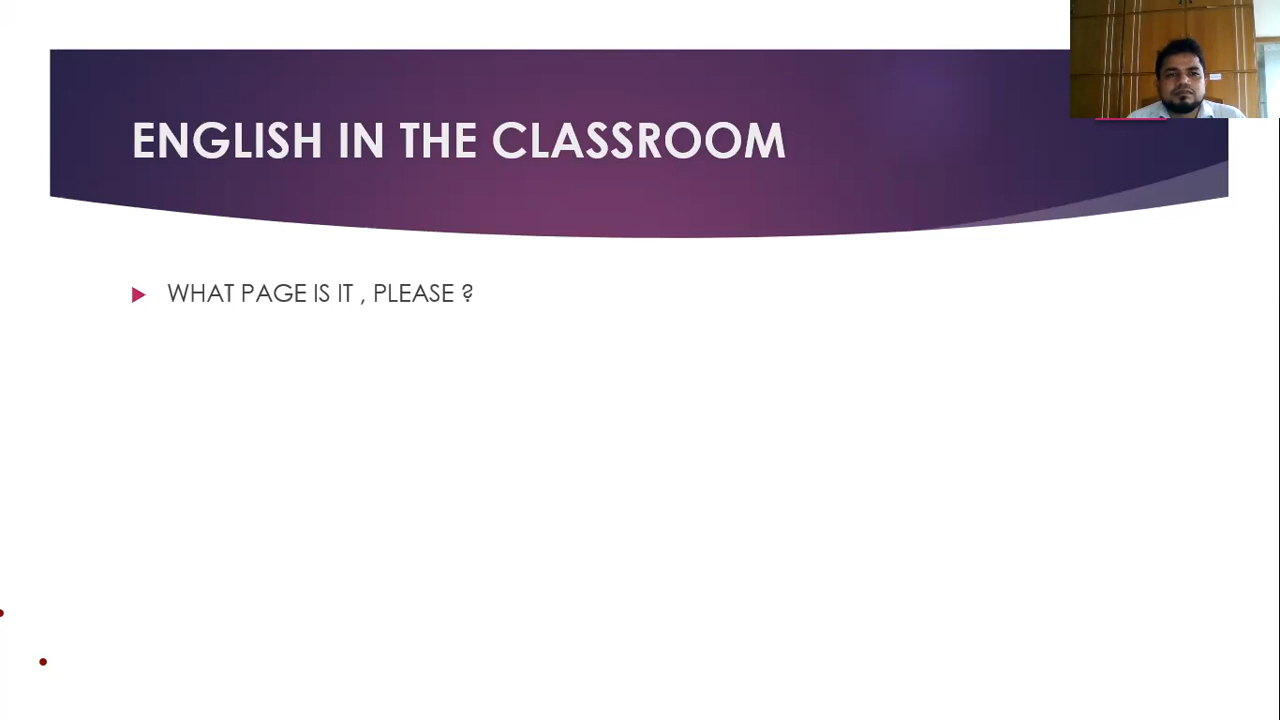 ENGLISH IN THE CLASSROOM
WHAT PAGE IS IT , PLEASE ?